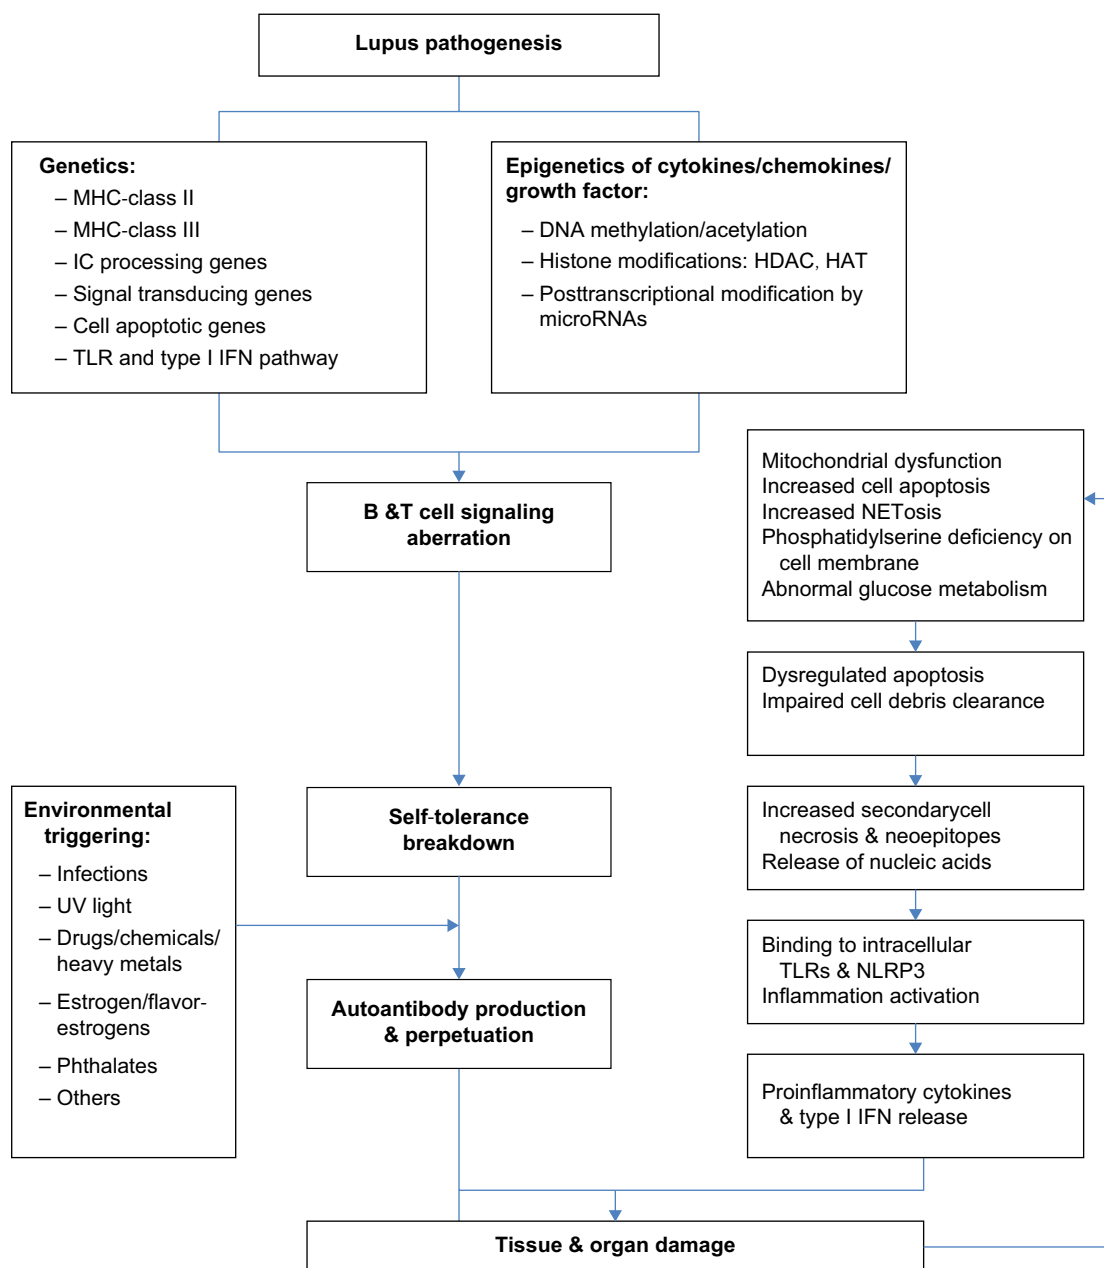 Lupus pathogenesis
Genetics:
– MHC-class II
– MHC-class III
– IC processing genes
– Signal transducing genes
– Cell apoptotic genes
– TLR and type I IFN pathway
Epigenetics of cytokines/chemokines/
growth factor:
– DNA methylation/acetylation
– Histone modifications: HDAC, HAT
– Posttranscriptional modification by
microRNAs
B &T cell signaling
aberration
Mitochondrial dysfunction
Increased cell apoptosis
Increased NETosis
Phosphatidylserine deficiency on
cell membrane
Abnormal glucose metabolism
Dysregulated apoptosis
Impaired cell debris clearance
Environmental
triggering:
– Infections
– UV light
– Drugs/chemicals/
heavy metals
– Estrogen/flavor-
estrogens
– Phthalates
– Others
Self-tolerance
breakdown
Increased secondarycell
necrosis & neoepitopes
Release of nucleic acids
Autoantibody production
& perpetuation
Binding to intracellular
TLRs & NLRP3
Inflammation activation
Proinflammatory cytokines
& type I IFN release
Tissue & organ damage